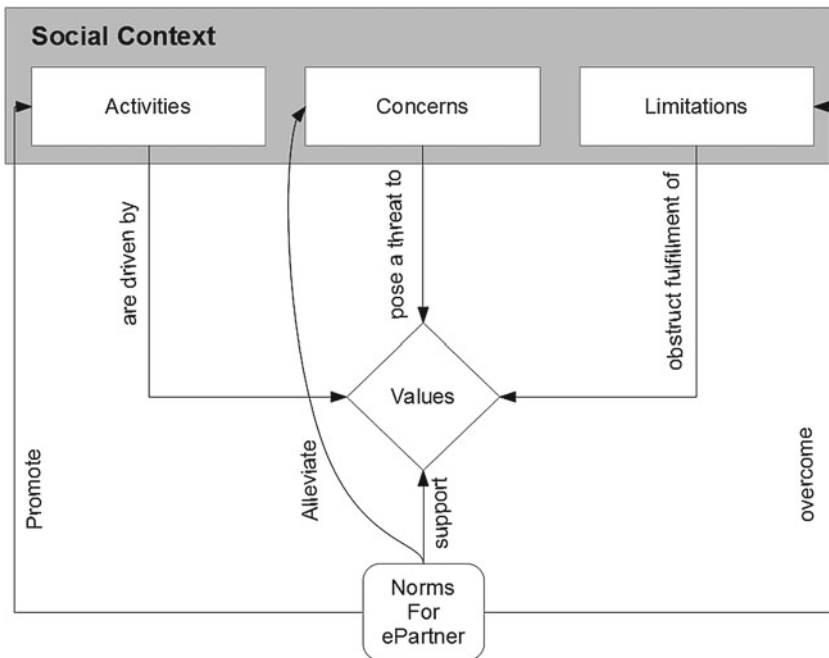 Social Context
Activities
Concerns
Limitations
are driven by
pose a threat to
obstruct fulfillment of
Values
Promote
Alleviate
support
overcome
Norms
For
ePartner